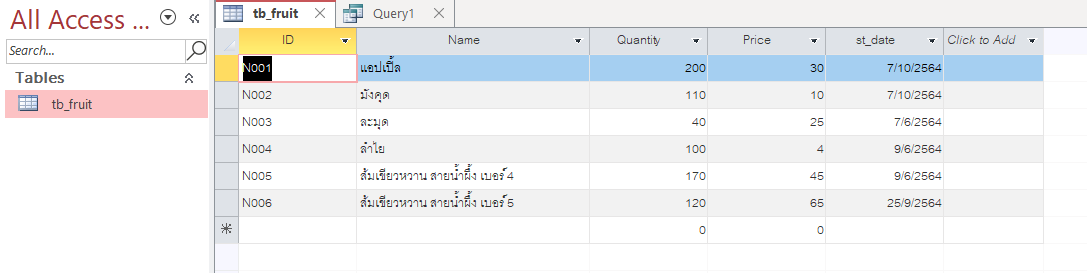 All Access ...
Search...
Tables
tb_fruit
tb_fruit Query1
ID Name Quantity Price st_date Click to Add
N001 แอปเปิ้ล 200 30 7/10/2564
N002 มังคุด 110 10 7/10/2564
N003 ละมุด 40 25 7/6/2564
N004 ลำไย 100 4 9/6/2564
N005 ส้มเขียวหวาน สายน้ำผึ้ง เบอร์ 4 170 45 9/6/2564
N006 ส้มเขียวหวาน สายน้ำผึ้ง เบอร์ 5 120 65 25/9/2564
0 0